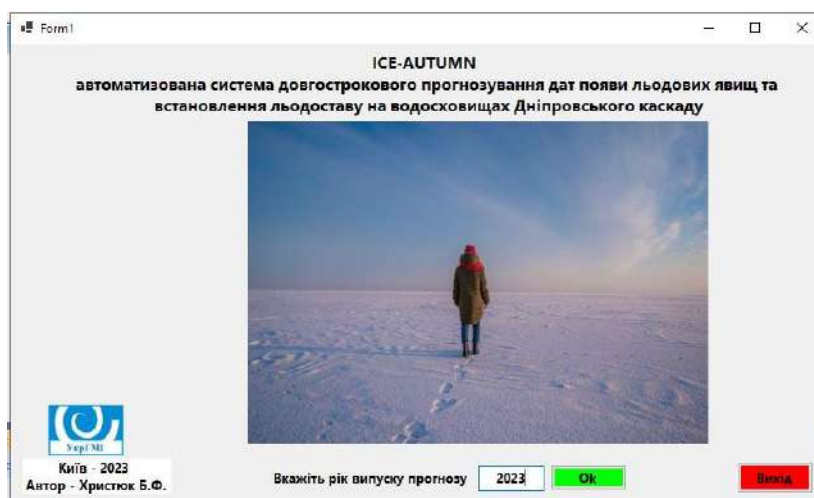 Form1
ICE-AUTUMN
автоматизована система довгострокового прогнозування дат появи льодових явищ та
встановлення льодоставу на водосховищах Дніпровського каскаду
УкрГМІ
Київ - 2023
Автор - Христюк Б.Ф.
Вкажіть рік випуску прогнозу 2023 Ok Вихід